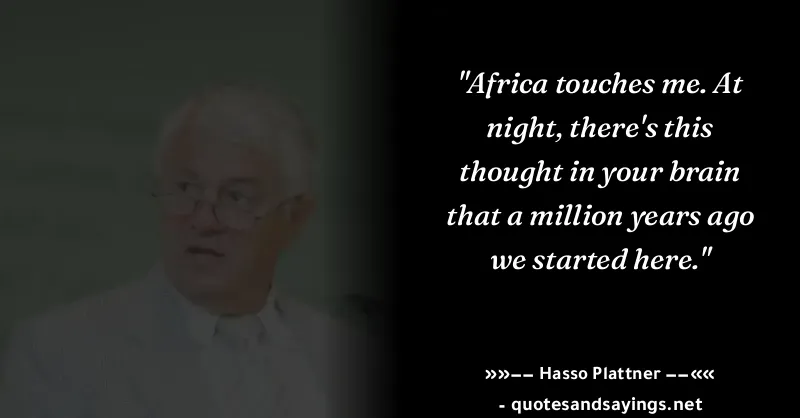 "Africa touches me. At
night, there's this
thought in your brain
that a million years ago
we started here."
»»–– Hasso Plattner ––««
- quotesandsayings.net